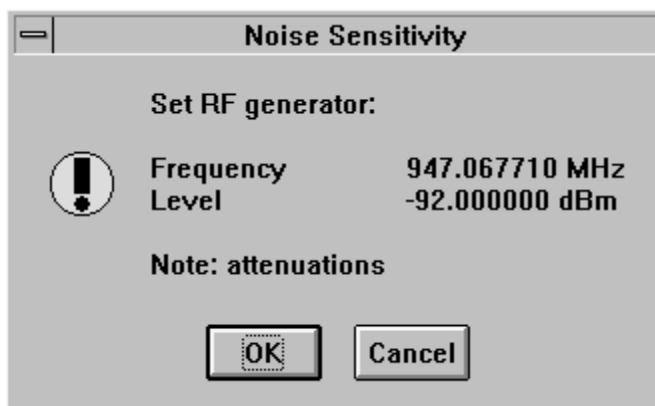 Noise Sensitivity
Set RF generator:
Frequency 947.067710 MHz
Level -92.000000 dBm
Note: attenuations
OK Cancel